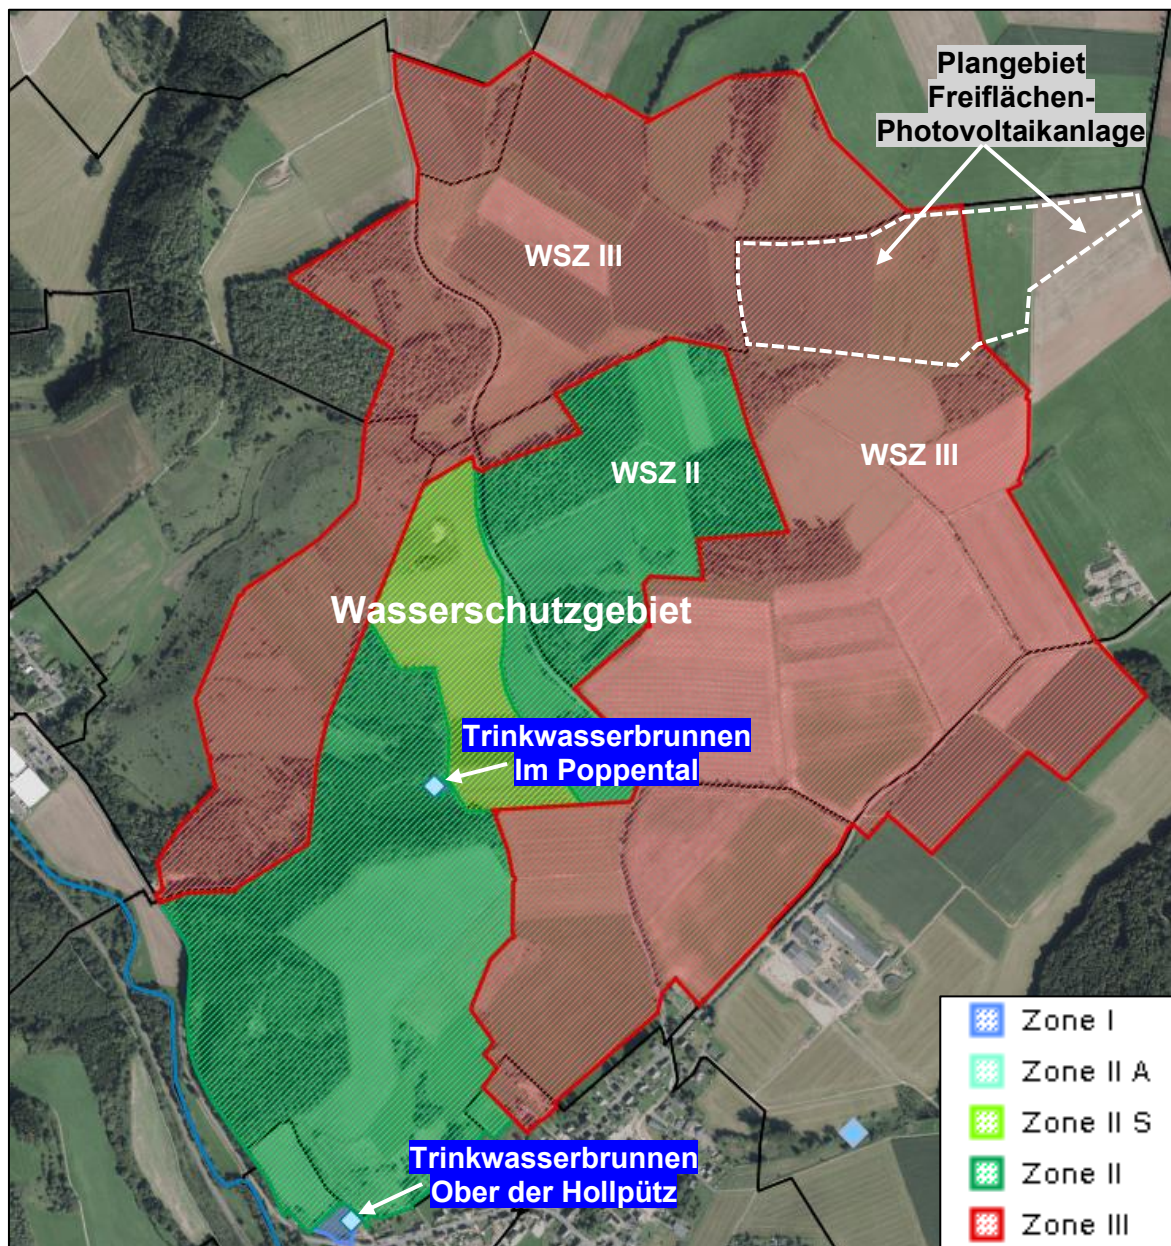 Plangebiet
Freiflächen-
Photovoltaikanlage
WSZ III
WSZ II
WSZ III
Wasserschutzgebiet
Trinkwasserbrunnen
Im Poppental
Trinkwasserbrunnen
Ober der Hollpütz
Zone I
Zone II A
Zone II S
Zone II
Zone III